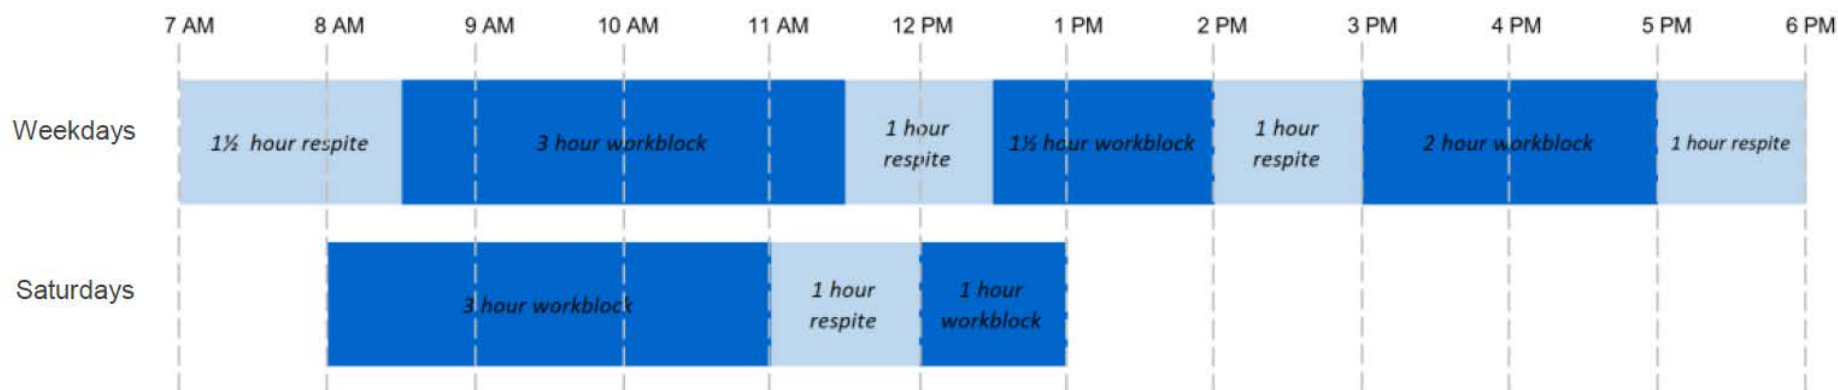 7 AM 8 AM 9 AM 10 AM 11 AM 12 PM 1 PM 2 PM 3 PM 4 PM 5 PM 6 PM
Weekdays
1½ hour respite
3 hour workblock
1 hour
respite
1½ hour workblock
1 hour
respite
2 hour workblock
1 hour respite
Saturdays
3 hour workblock
1 hour
respite
1 hour
workblock